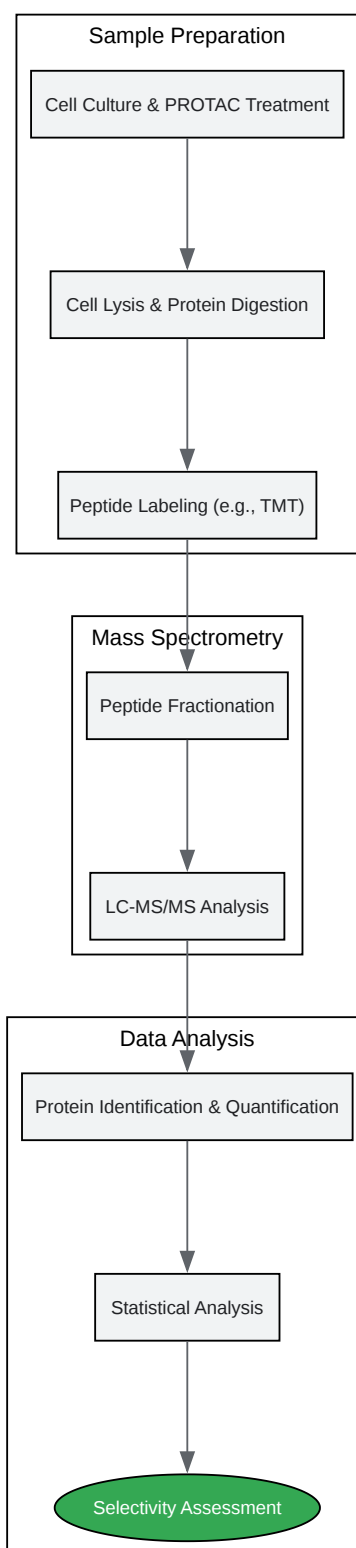 Sample Preparation
Cell Culture & PROTAC Treatment
Cell Lysis & Protein Digestion
Peptide Labeling (e.g., TMT)
Mass Spectrometry
Peptide Fractionation
LC-MS/MS Analysis
Data Analysis
Protein Identification & Quantification
Statistical Analysis
Selectivity Assessment